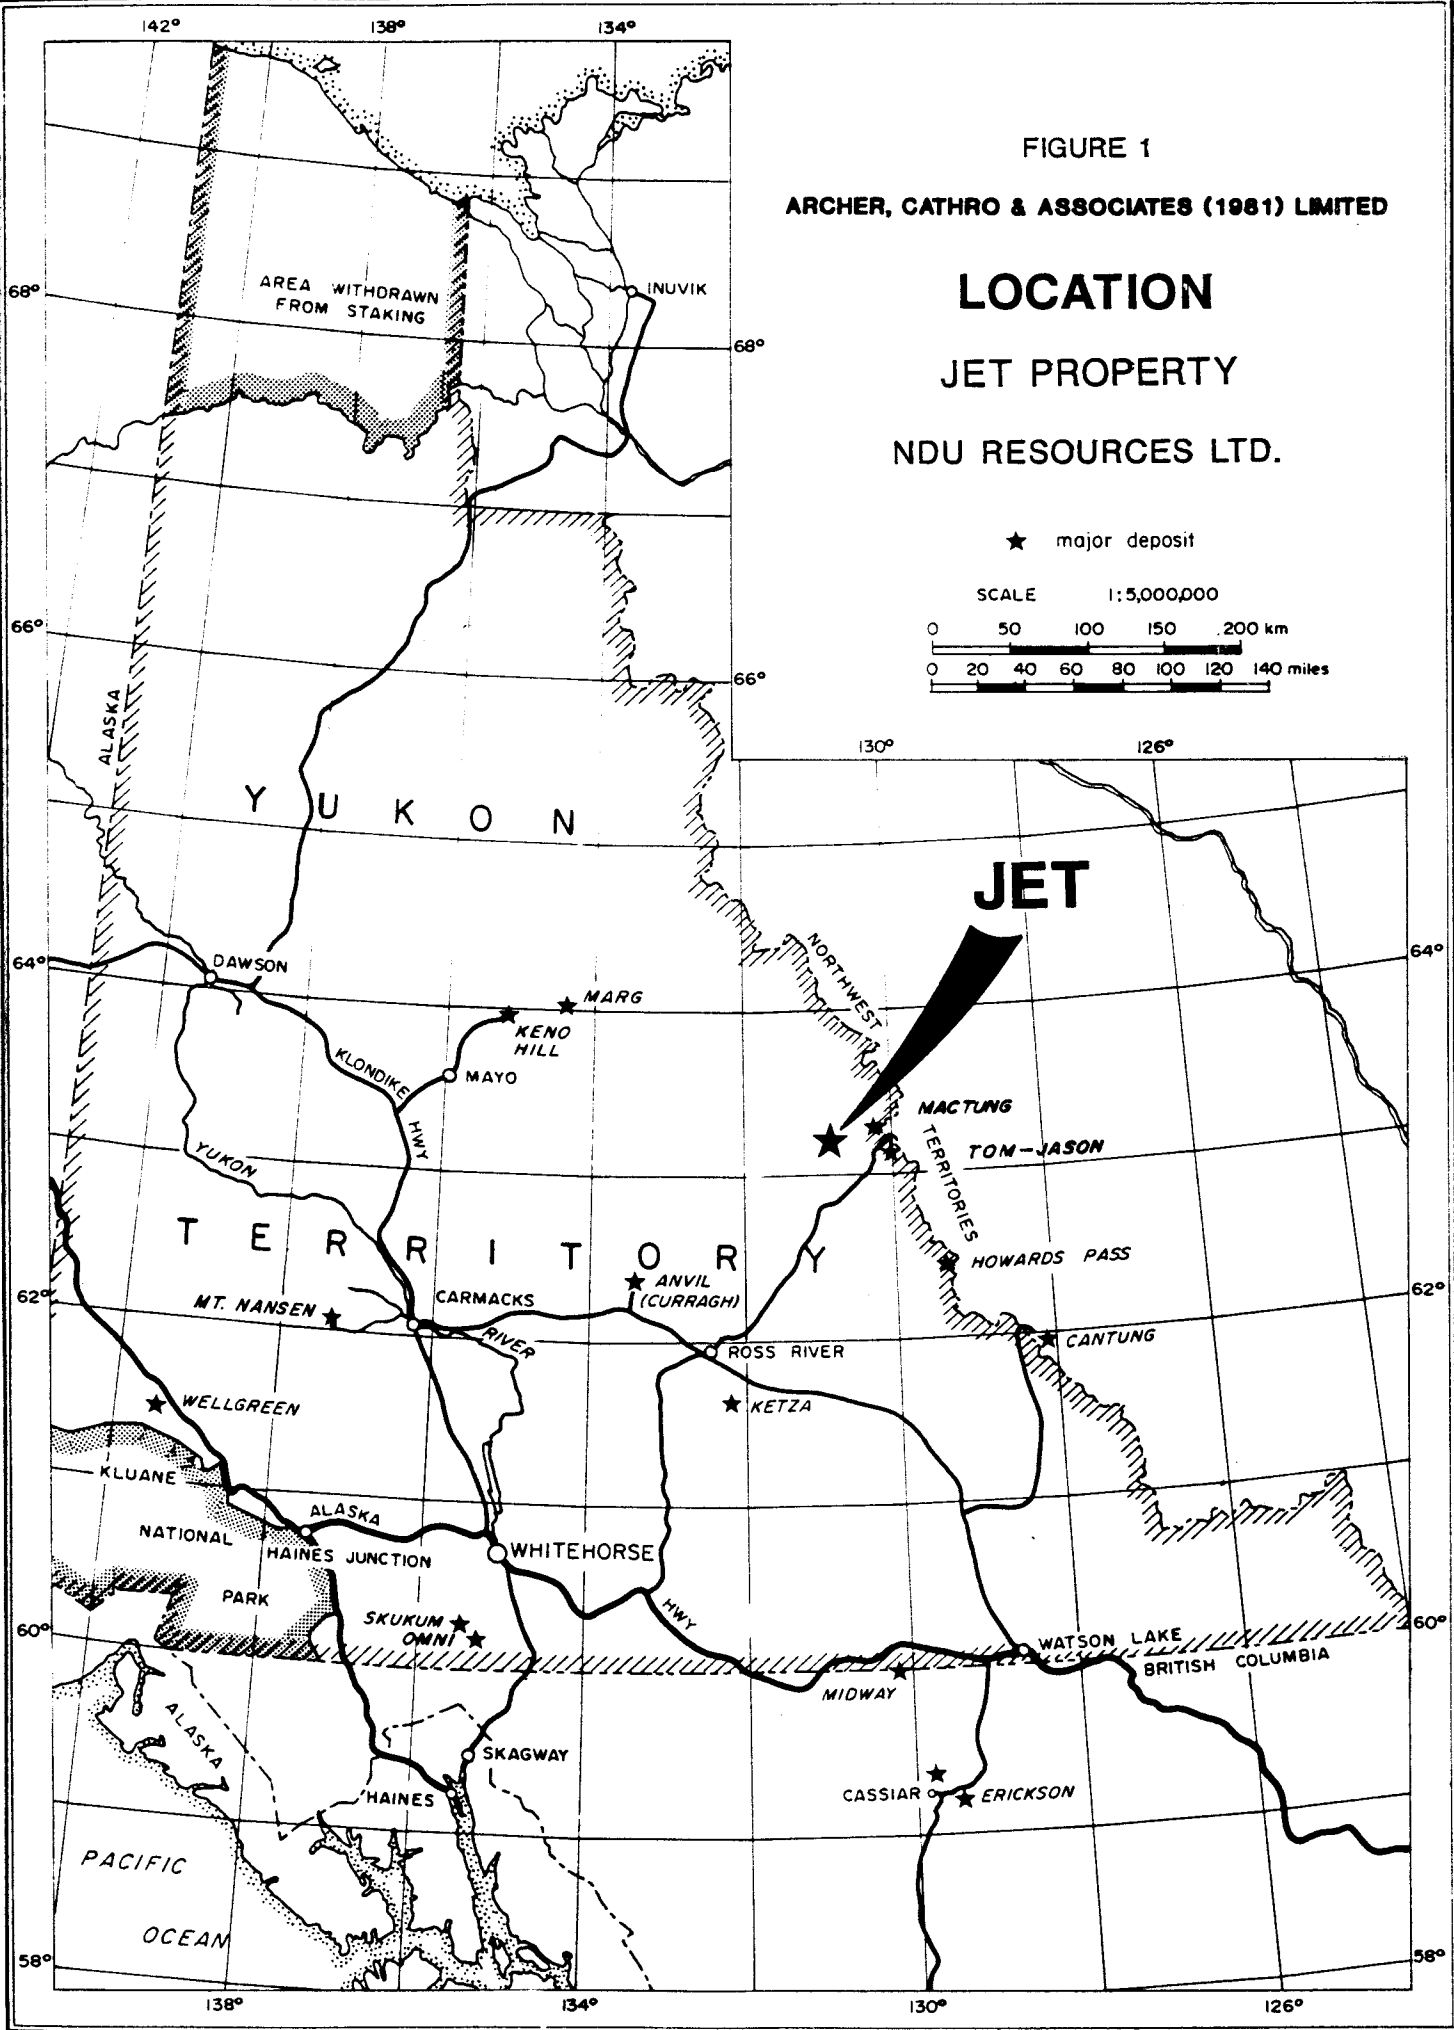 142°
138°
134°
FIGURE 1
ARCHER, CATHRO & ASSOCIATES (1981) LIMITED
LOCATION
JET PROPERTY
NDU RESOURCES LTD.
★ major deposit
SCALE 1:5,000,000
0 50 100 150 200 km
0 20 40 60 80 100 120 140 miles
68°
AREA WITHDRAWN
FROM STAKING
INUVIK
68°
66°
66°
ALASKA
130°
126°
YUKON
JET
64°
64°
DAWSON
NORTHWEST
MARG
KENO
HILL
KLONDIKE
MAYO
HWY
MACTUNG
TOM-JASON
TERRITORIES
YUKON
TERRITORY
HOWARDS PASS
62°
62°
ANVIL
(CURRAGH)
MT. NANSEN
CARMACKS
RIVER
ROSS RIVER
CANTUNG
WELLGREEN
KETZA
KLUANE
ALASKA
NATIONAL
HAINES JUNCTION
WHITEHORSE
PARK
SKUKUM
OMNI
HWY
60°
60°
WATSON LAKE
BRITISH COLUMBIA
MIDWAY
ALASKA
SKAGWAY
HAINES
CASSIAR
ERICKSON
PACIFIC
OCEAN
58°
58°
138°
134°
130°
126°